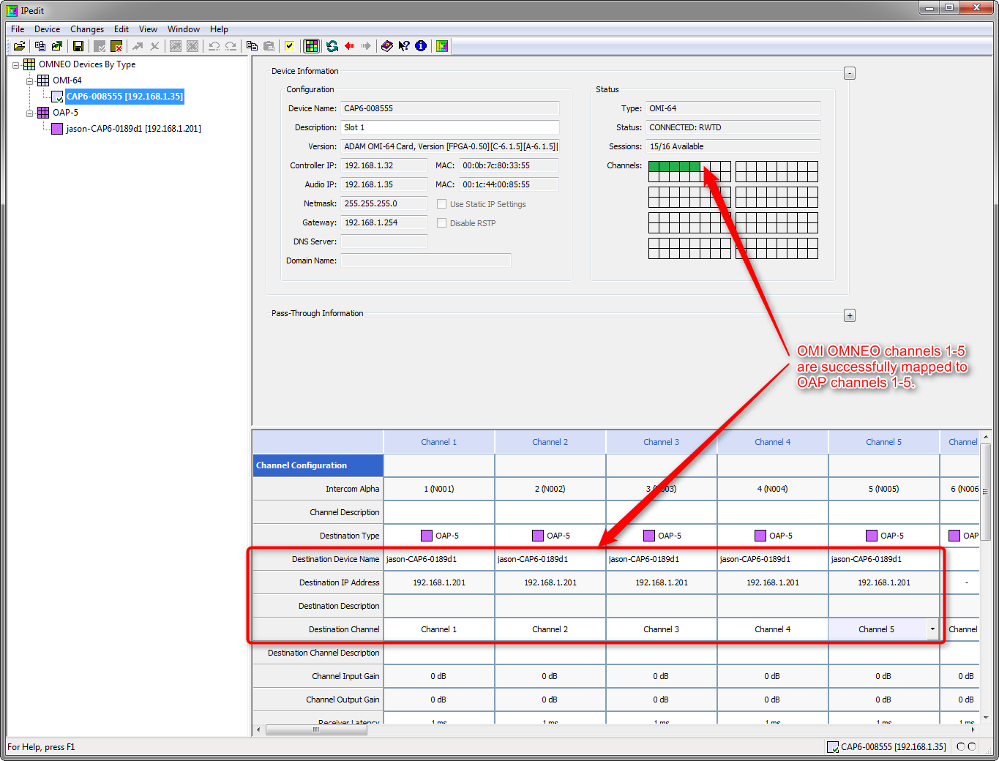 IPedit
File Device Changes Edit View Window Help
OMNEO Devices By Type
OMI-64
CAP6-008555 [192.168.1.35]
OAP-5
jason-CAP6-0189d1 [192.168.1.201]
Device Information
-
Configuration
Device Name: CAP6-008555
Description: Slot 1
Version: ADAM OMI-64 Card, Version [FPGA-0.50][C-6.1.5][A-6.1.5][
Controller IP: 192.168.1.32 MAC: 00:0b:7c:80:33:55
Audio IP: 192.168.1.35 MAC: 00:1c:44:00:85:55
Netmask: 255.255.255.0 Use Static IP Settings
Gateway: 192.168.1.254 Disable RSTP
DNS Server:
Domain Name:
Status
Type: OMI-64
Status: CONNECTED: RWTD
Sessions: 15/16 Available
Channels:
Pass-Through Information
+
OMI OMNEO channels 1-5
are successfully mapped to
OAP channels 1-5.
Channel 1 Channel 2 Channel 3 Channel 4 Channel 5 Channel
Channel Configuration
Intercom Alpha 1 (N001) 2 (N002) 3 (N003) 4 (N004) 5 (N005) 6 (N006
Channel Description
Destination Type OAP-5 OAP-5 OAP-5 OAP-5 OAP-5 OAP
Destination Device Name jason-CAP6-0189d1 jason-CAP6-0189d1 jason-CAP6-0189d1 jason-CAP6-0189d1 jason-CAP6-0189d1
Destination IP Address 192.168.1.201 192.168.1.201 192.168.1.201 192.168.1.201 192.168.1.201 -
Destination Description
Destination Channel Channel 1 Channel 2 Channel 3 Channel 4 Channel 5 Channel
Destination Channel Description
Channel Input Gain 0 dB 0 dB 0 dB 0 dB 0 dB 0 dB
Channel Output Gain 0 dB 0 dB 0 dB 0 dB 0 dB 0 dB
Receiver Latency 1 ms 1 ms 1 ms 1 ms 1 ms 1 ms
For Help, press F1
CAP6-008555 [192.168.1.35]